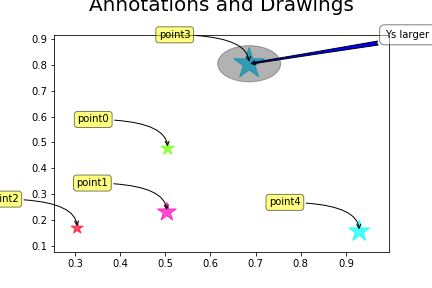 Annotations and Drawings
point3
Ys larger
0.9
0.8
0.7
0.6
point0
0.5
0.4
point1
0.3
int2
point4
0.2
0.1
0.3 0.4 0.5 0.6 0.7 0.8 0.9